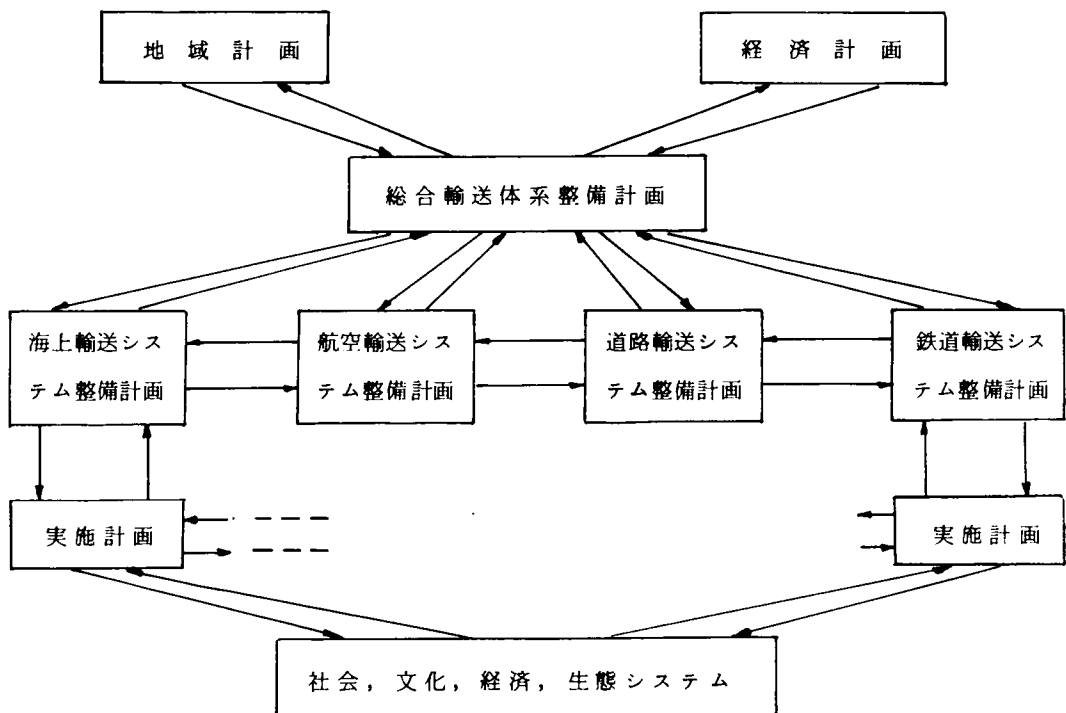 地域計画
経済計画
総合輸送体系整備計画
海上輸送シス
テム整備計画
航空輸送シス
テム整備計画
道路輸送シス
テム整備計画
鉄道輸送シス
テム整備計画
実施計画
実施計画
社会，文化，経済，生態システム